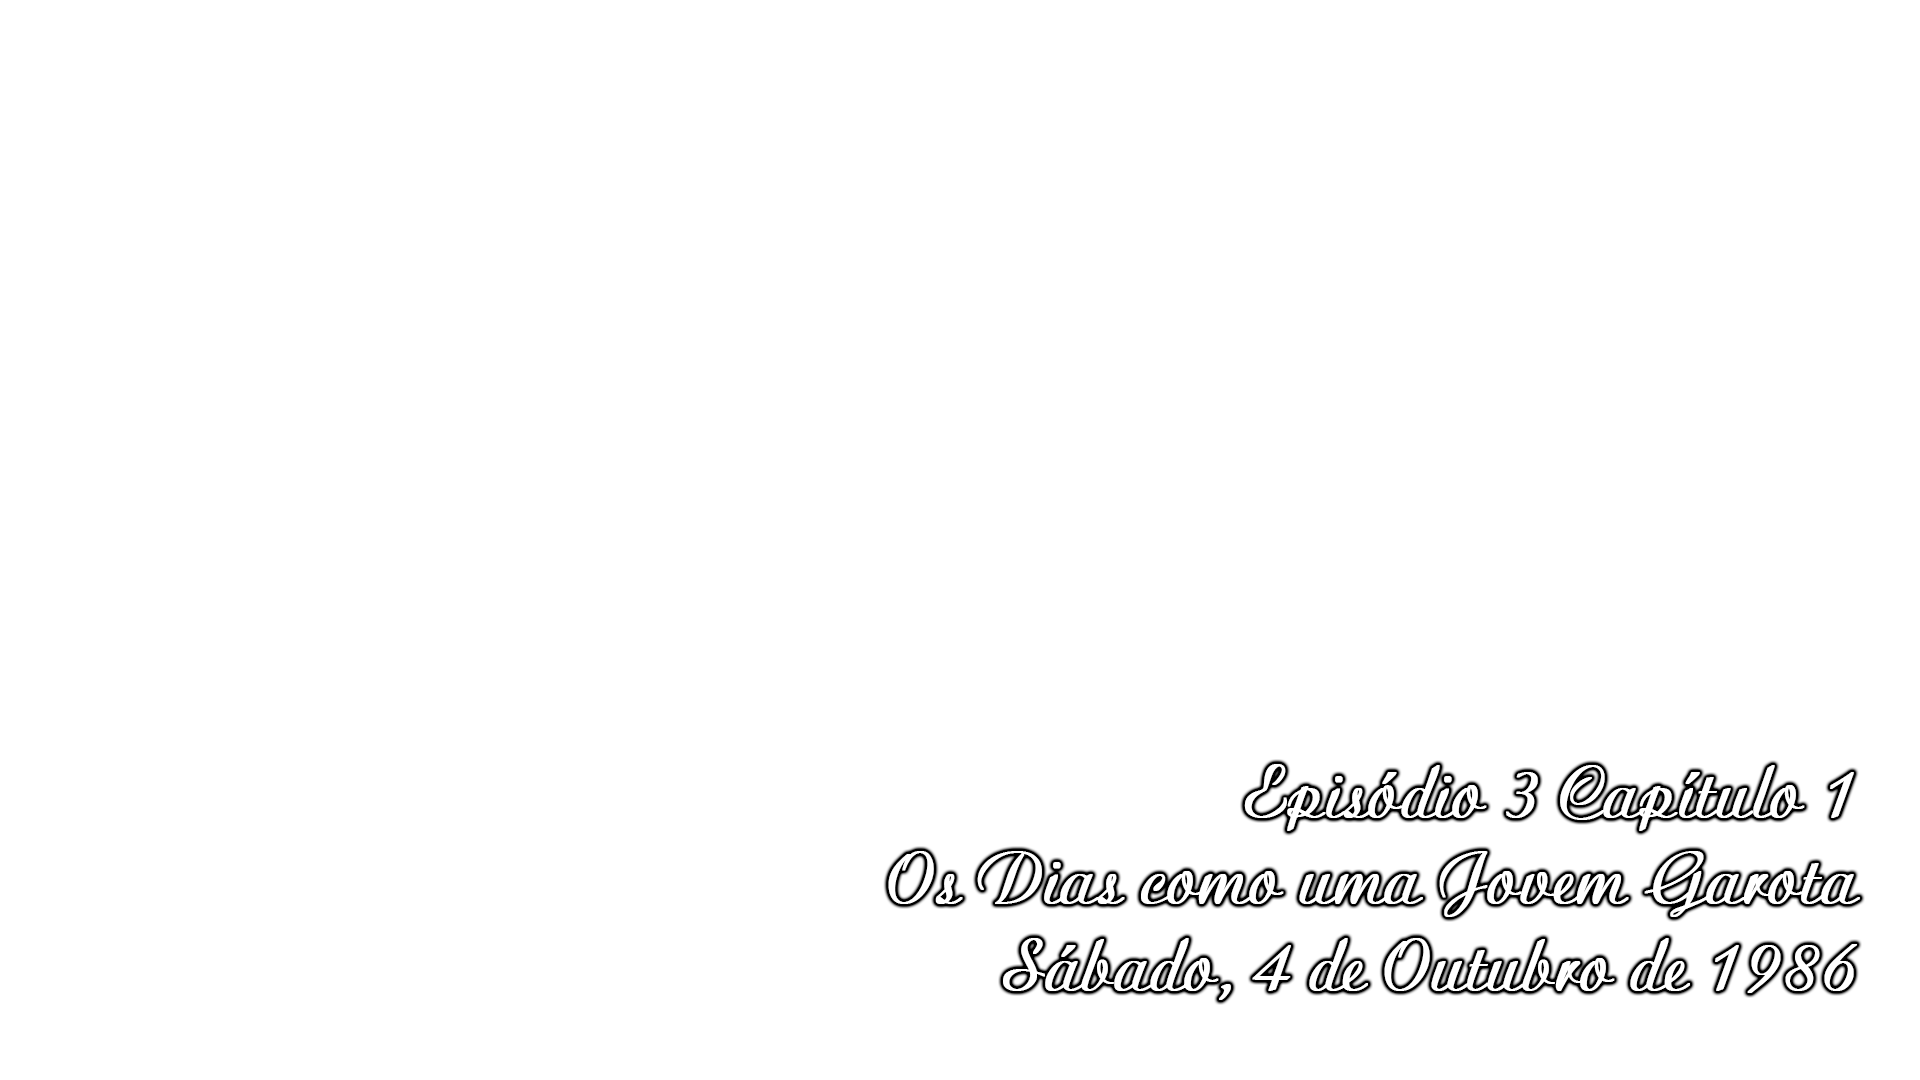 Episódio 3 Capítulo 1
Os Dias como uma Jovem Garota
Sábado, 4 de Outubro de 1986